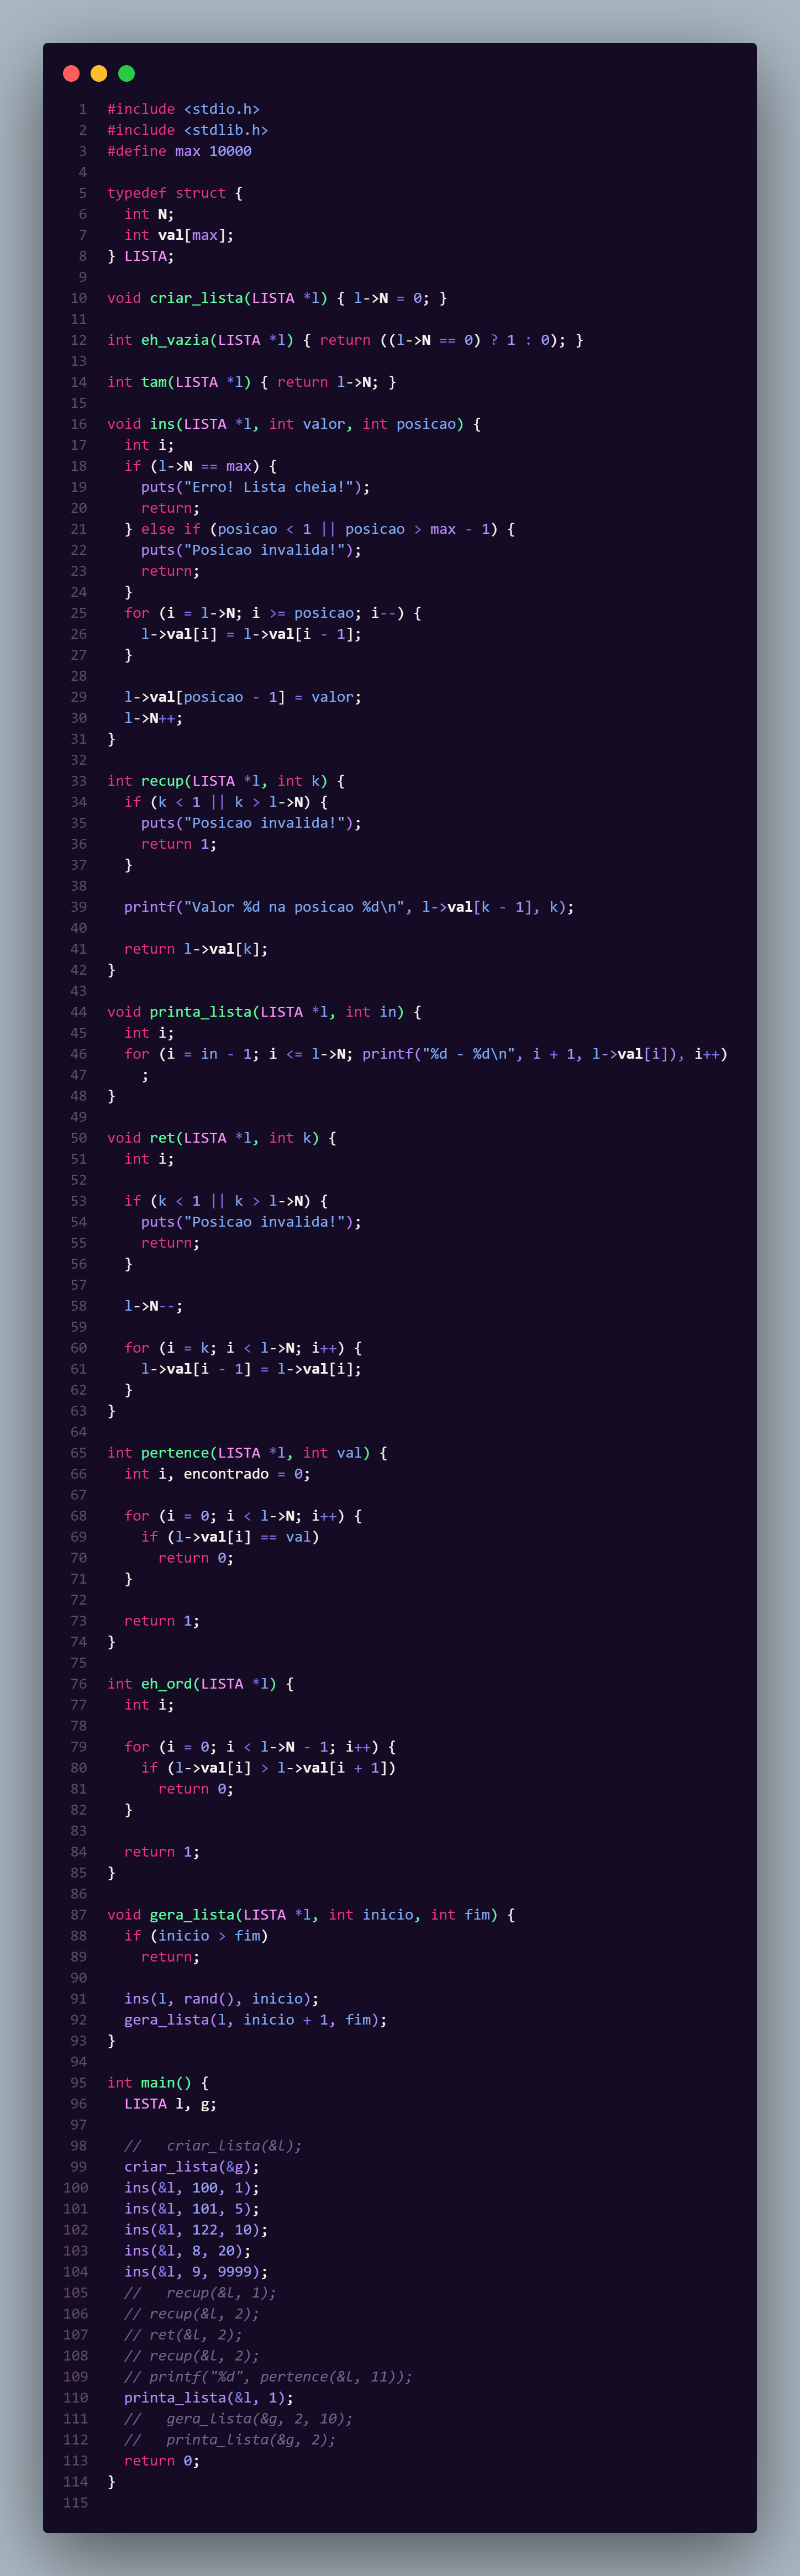 1 #include <stdio.h>
2 #include <stdlib.h>
3 #define max 10000
4
5 typedef struct {
6   int N;
7   int val[max];
8 } LISTA;
9
10 void criar_lista(LISTA *l) { l->N = 0; }
11
12 int eh_vazia(LISTA *l) { return ((l->N == 0) ? 1 : 0); }
13
14 int tam(LISTA *l) { return l->N; }
15
16 void ins(LISTA *l, int valor, int posicao) {
17   int i;
18   if (l->N == max) {
19     puts("Erro! Lista cheia!");
20     return;
21   } else if (posicao < 1 || posicao > max - 1) {
22     puts("Posicao invalida!");
23     return;
24   }
25   for (i = l->N; i >= posicao; i--) {
26     l->val[i] = l->val[i - 1];
27   }
28
29   l->val[posicao - 1] = valor;
30   l->N++;
31 }
32
33 int recup(LISTA *l, int k) {
34   if (k < 1 || k > l->N) {
35     puts("Posicao invalida!");
36     return 1;
37   }
38
39   printf("Valor %d na posicao %d\n", l->val[k - 1], k);
40
41   return l->val[k];
42 }
43
44 void printa_lista(LISTA *l, int in) {
45   int i;
46   for (i = in - 1; i <= l->N; printf("%d - %d\n", i + 1, l->val[i]), i++)
47     ;
48 }
49
50 void ret(LISTA *l, int k) {
51   int i;
52
53   if (k < 1 || k > l->N) {
54     puts("Posicao invalida!");
55     return;
56   }
57
58   l->N--;
59
60   for (i = k; i < l->N; i++) {
61     l->val[i - 1] = l->val[i];
62   }
63 }
64
65 int pertence(LISTA *l, int val) {
66   int i, encontrado = 0;
67
68   for (i = 0; i < l->N; i++) {
69     if (l->val[i] == val)
70       return 0;
71   }
72
73   return 1;
74 }
75
76 int eh_ord(LISTA *l) {
77   int i;
78
79   for (i = 0; i < l->N - 1; i++) {
80     if (l->val[i] > l->val[i + 1])
81       return 0;
82   }
83
84   return 1;
85 }
86
87 void gera_lista(LISTA *l, int inicio, int fim) {
88   if (inicio > fim)
89     return;
90
91   ins(l, rand(), inicio);
92   gera_lista(l, inicio + 1, fim);
93 }
94
95 int main() {
96   LISTA l, g;
97
98   //   criar_lista(&l);
99   criar_lista(&g);
100   ins(&l, 100, 1);
101   ins(&l, 101, 5);
102   ins(&l, 122, 10);
103   ins(&l, 8, 20);
104   ins(&l, 9, 9999);
105   //   recup(&l, 1);
106   // recup(&l, 2);
107   // ret(&l, 2);
108   // recup(&l, 2);
109   // printf("%d", pertence(&l, 11));
110   printa_lista(&l, 1);
111   //   gera_lista(&g, 2, 10);
112   //   printa_lista(&g, 2);
113   return 0;
114 }
115